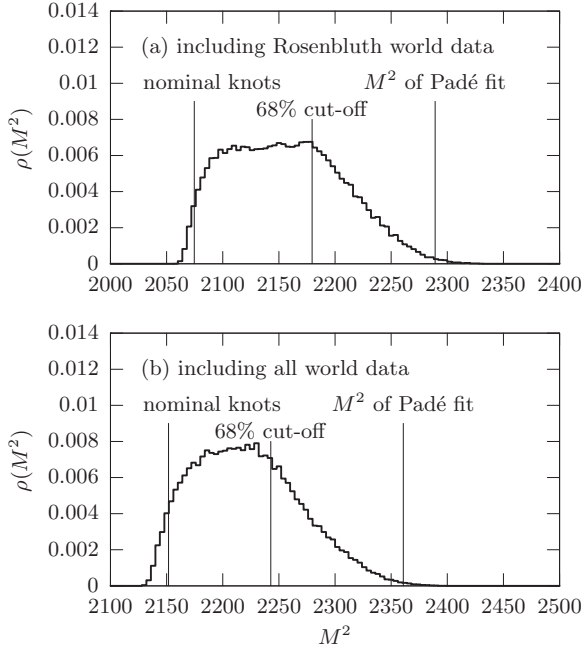 0.014
(a) including Rosenbluth world data
0.012
nominal knots M² of Padé fit
0.01
68% cut-off
0.008
ρ(M²)
0.006
0.004
0.002
0
2000 2050 2100 2150 2200 2250 2300 2350 2400
0.014
(b) including all world data
0.012
nominal knots M² of Padé fit
0.01
68% cut-off
0.008
ρ(M²)
0.006
0.004
0.002
0
2100 2150 2200 2250 2300 2350 2400 2450 2500
M²